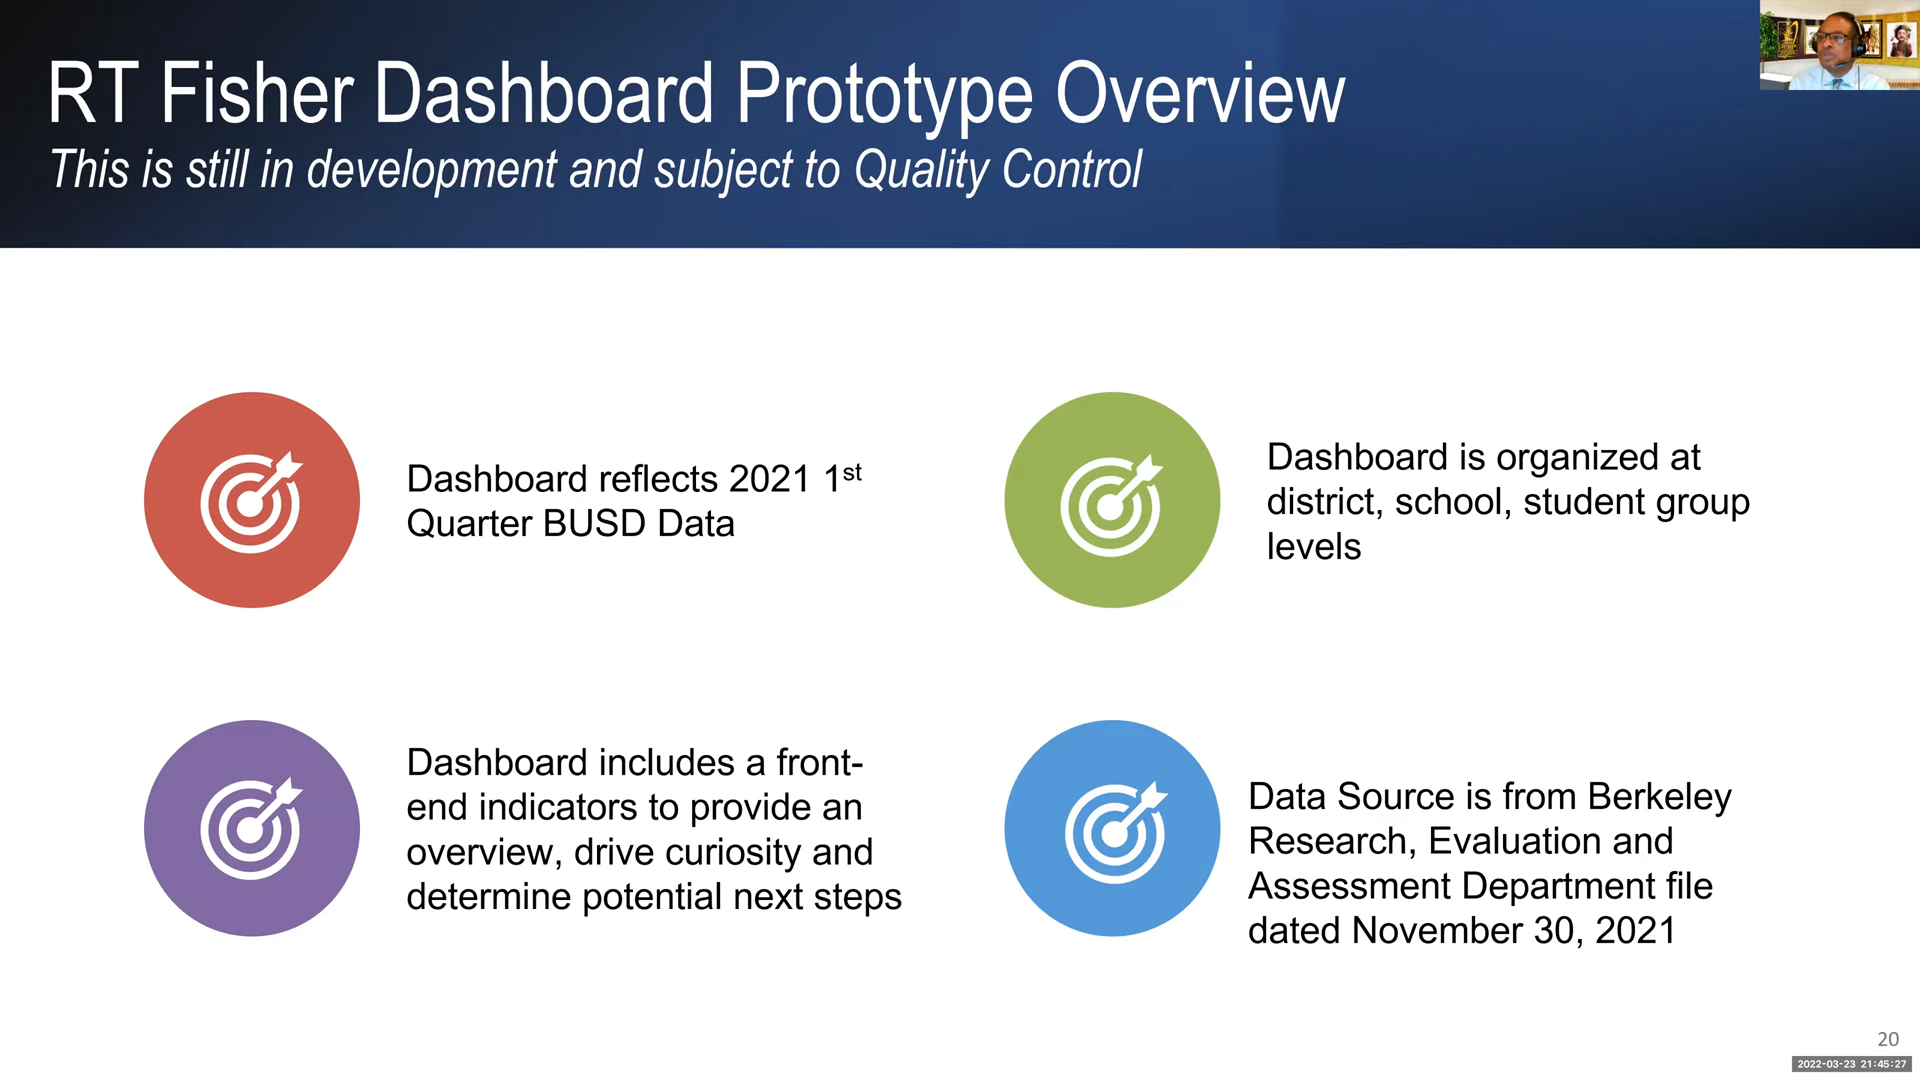 RT Fisher Dashboard Prototype Overview
This is still in development and subject to Quality Control
Dashboard reflects 2021 1st
Quarter BUSD Data
Dashboard is organized at
district, school, student group
levels
Dashboard includes a front-
end indicators to provide an
overview, drive curiosity and
determine potential next steps
Data Source is from Berkeley
Research, Evaluation and
Assessment Department file
dated November 30, 2021
20
2022-03-23 21:45:27